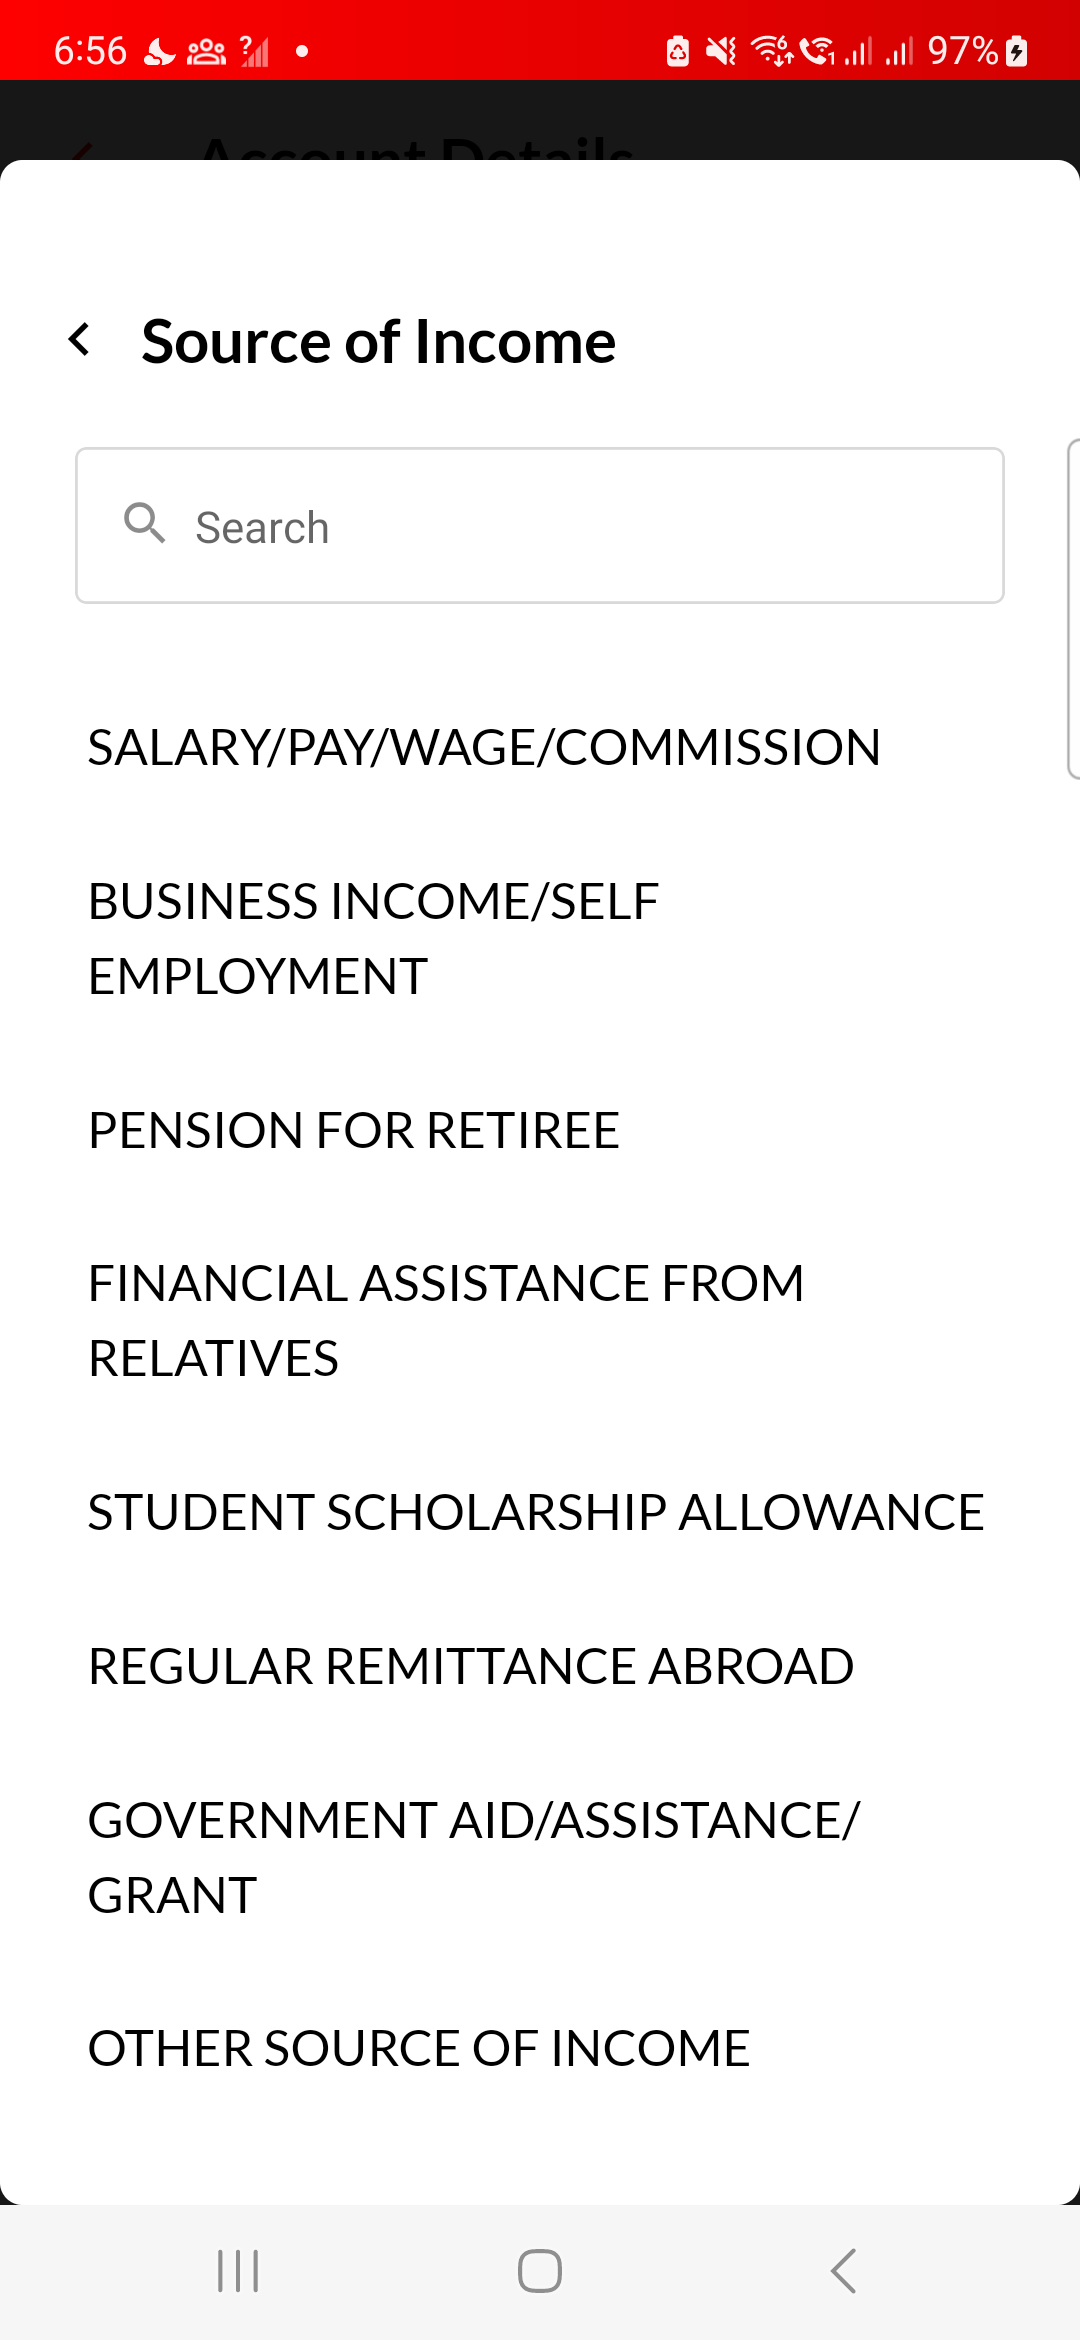 6:56
97%
Account Details
Source of Income
Search
SALARY/PAY/WAGE/COMMISSION
BUSINESS INCOME/SELF
EMPLOYMENT
PENSION FOR RETIREE
FINANCIAL ASSISTANCE FROM
RELATIVES
STUDENT SCHOLARSHIP ALLOWANCE
REGULAR REMITTANCE ABROAD
GOVERNMENT AID/ASSISTANCE/
GRANT
OTHER SOURCE OF INCOME